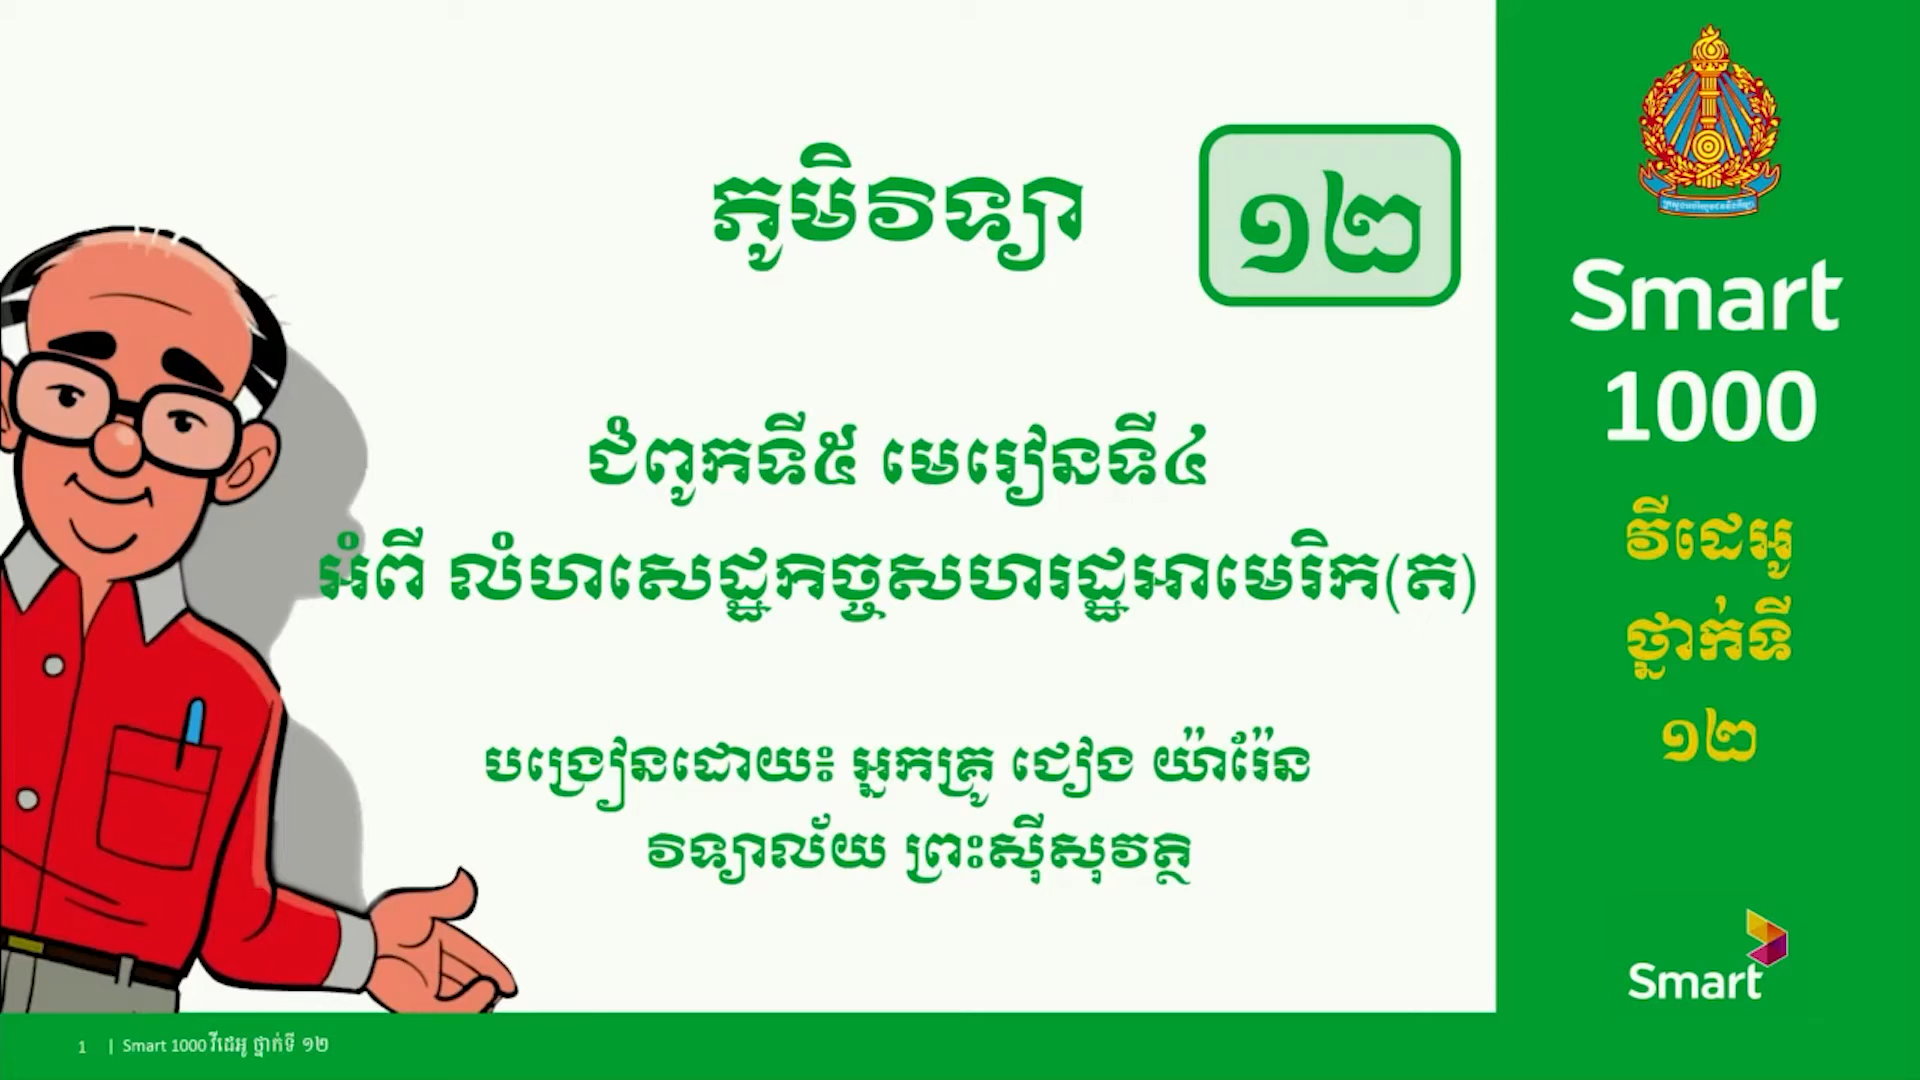 ភូមិវិទ្យា
១២
ជំពូកទី៥ មេរៀនទី៤
អំពី លំហសេដ្ឋកិច្ចសហរដ្ឋអាមេរិក(ត)
បង្រៀនដោយ៖ អ្នកគ្រូ ជៀង យ៉ារ៉ែន
វិទ្យាល័យ ព្រះស៊ីសុវត្ថិ
Smart
1000
វីដេអូ
ថ្នាក់ទី
១២
Smart
1 | Smart 1000 វីដេអូ ថ្នាក់ទី ១២